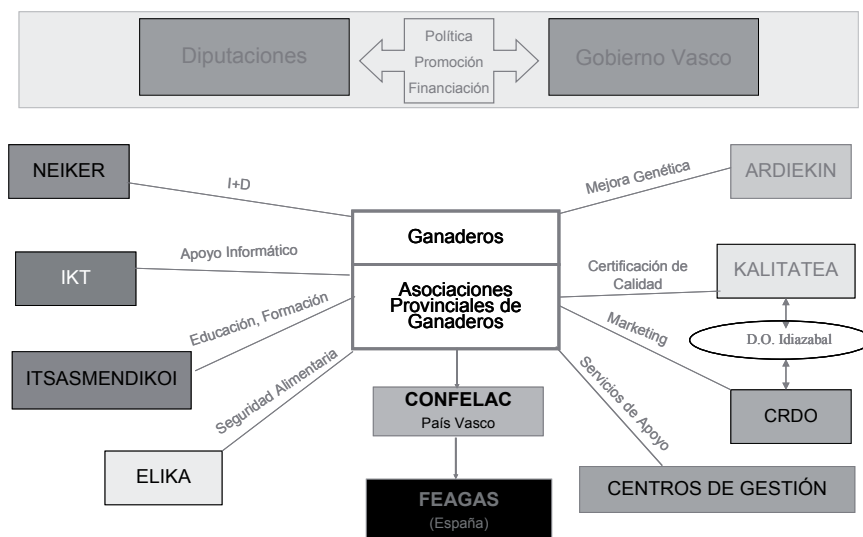 Diputaciones
Política
Promoción
Financiación
Gobierno Vasco
NEIKER
I+D
Mejora Genética
ARDIEKIN
Ganaderos
IKT
Apoyo Informático
Asociaciones
Provinciales de
Ganaderos
Certificación de
Calidad
KALITATEA
Educación, Formación
Marketing
D.O. Idiazabal
ITSASMENDIKOI
Seguridad Alimentaria
CONFELAC
País Vasco
Servicios de Apoyo
CRDO
ELIKA
FEAGAS
(España)
CENTROS DE GESTIÓN